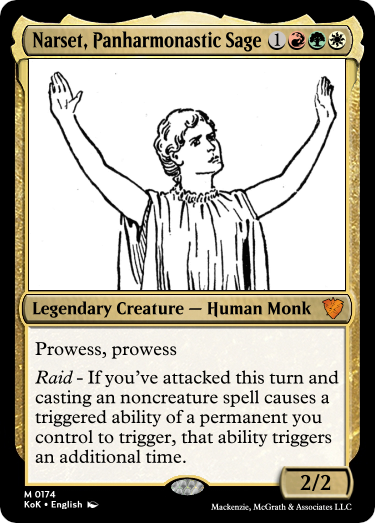 Narset, Panharmonastic Sage 1
Legendary Creature — Human Monk
Prowess, prowess
Raid - If you've attacked this turn and
casting an noncreature spell causes a
triggered ability of a permanent you
control to trigger, that ability triggers
an additional time.
2/2
M 0174
KoK • English
Mackenzie, McGrath & Associates LLC